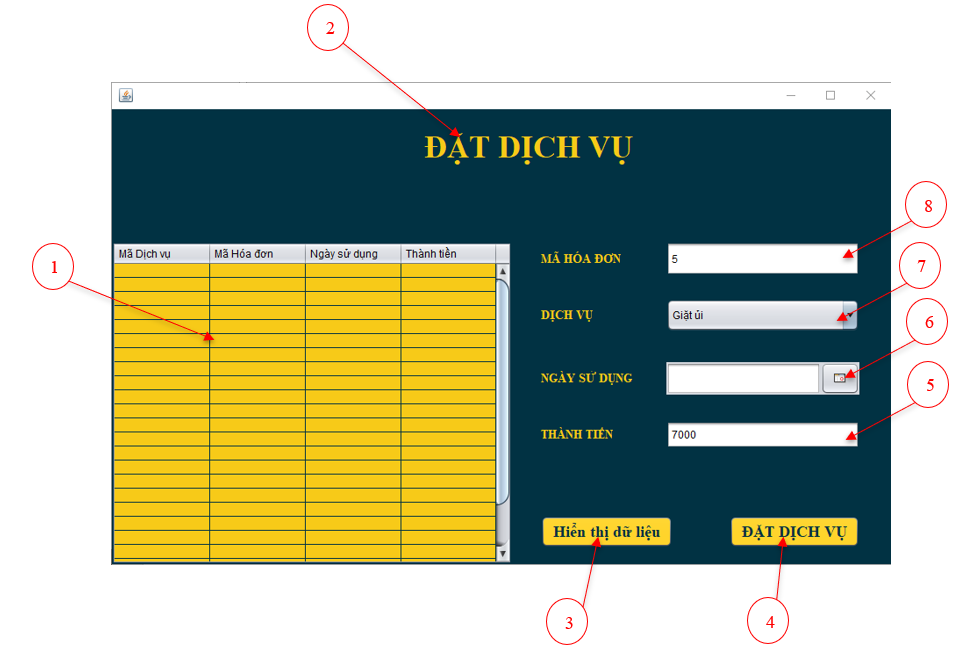 2
ĐẶT DỊCH VỤ
8
1
Mã Dịch vụ Mã Hóa đơn Ngày sử dụng Thành tiền
MÃ HÓA ĐƠN 5
7
DỊCH VỤ Giặt ủi
6
NGÀY SỬ DỤNG
5
THÀNH TIỀN 7000
Hiển thị dữ liệu ĐẶT DỊCH VỤ
3
4